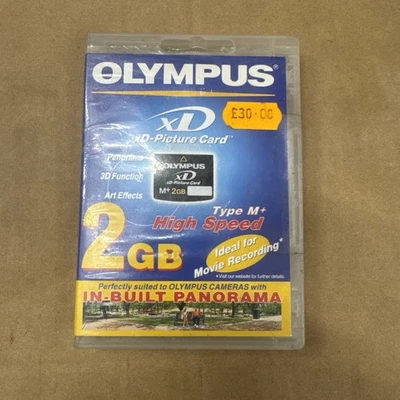 OLYMPUS
£30.00
xD
xD-Picture Card™
Panorama
3D Function
Art Effects
OLYMPUS
xD
xD-Picture Card
M+ 2GB
Type M+
High Speed
2GB
Ideal for
Movie Recording*
*Visit our website for further details.
Perfectly suited to OLYMPUS CAMERAS with
IN-BUILT PANORAMA